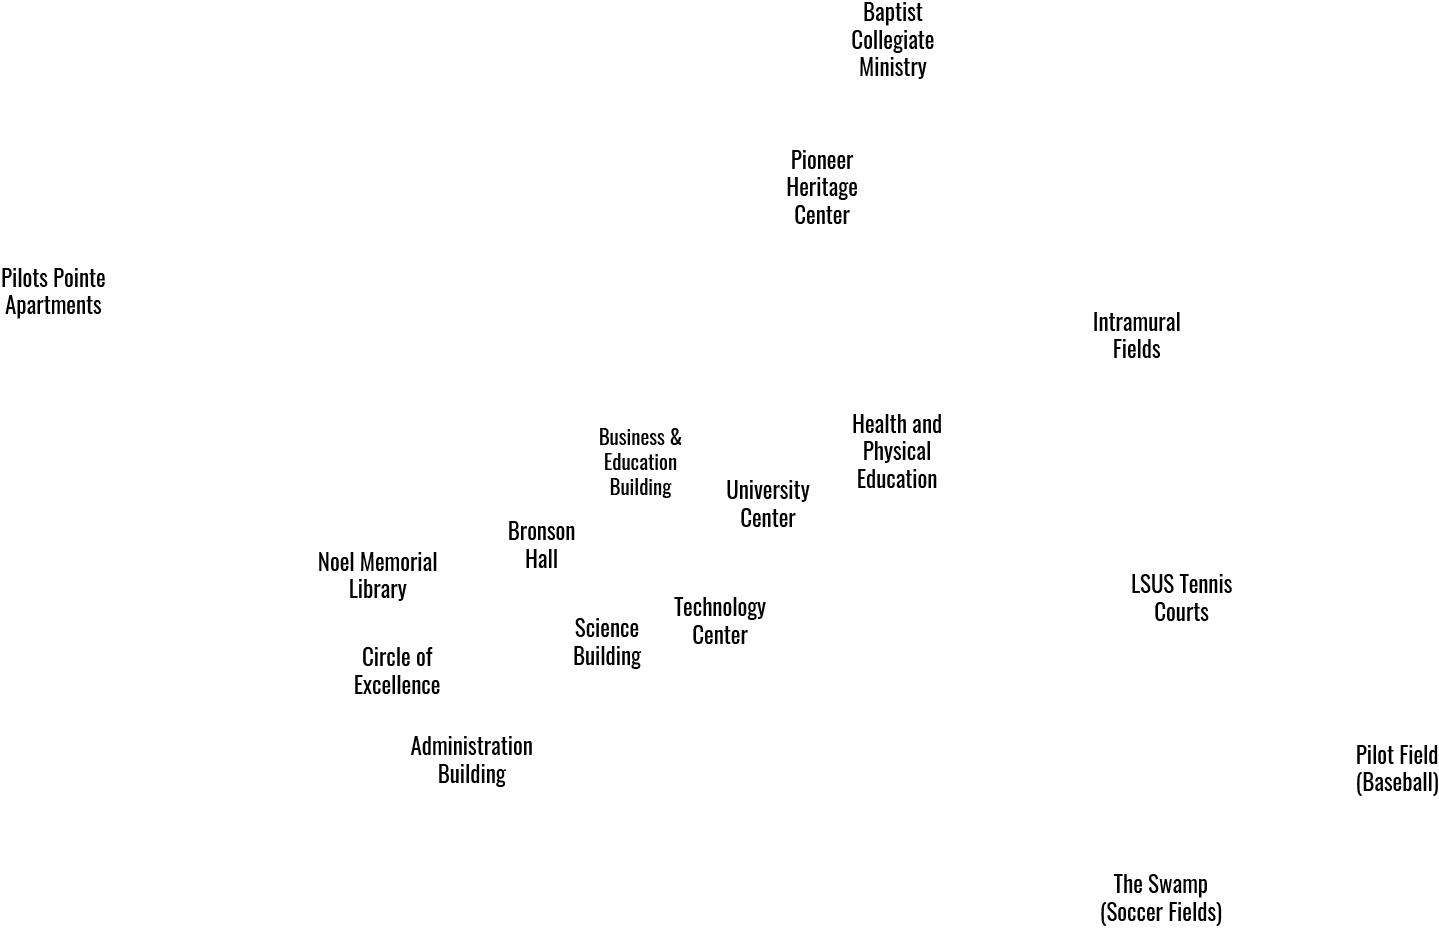 Baptist
Collegiate
Ministry
Pioneer
Heritage
Center
Pilots Pointe
Apartments
Intramural
Fields
Health and
Physical
Education
Business &
Education
Building
University
Center
Bronson
Hall
Noel Memorial
Library
LSUS Tennis
Courts
Technology
Center
Science
Building
Circle of
Excellence
Administration
Building
Pilot Field
(Baseball)
The Swamp
(Soccer Fields)